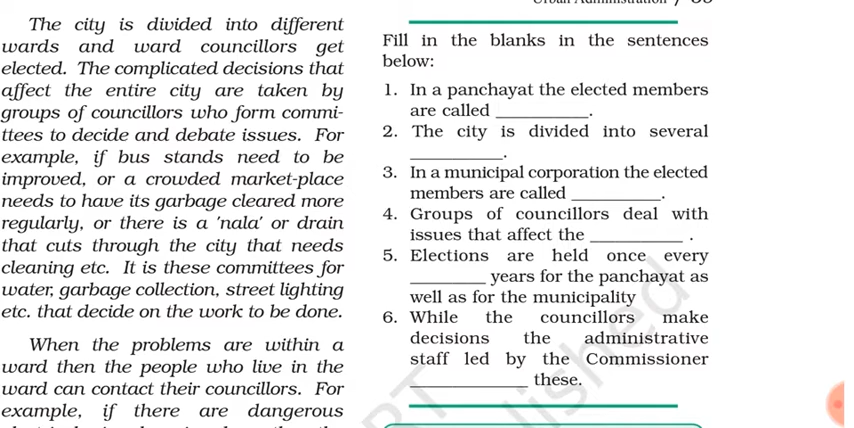 The city is divided into different
wards and ward councillors get
elected. The complicated decisions that
affect the entire city are taken by
groups of councillors who form commi-
ttees to decide and debate issues. For
example, if bus stands need to be
improved, or a crowded market-place
needs to have its garbage cleared more
regularly, or there is a 'nala' or drain
that cuts through the city that needs
cleaning etc. It is these committees for
water, garbage collection, street lighting
etc. that decide on the work to be done.
When the problems are within a
ward then the people who live in the
ward can contact their councillors. For
example, if there are dangerous
Urban Administration /
Fill in the blanks in the sentences
below:
1. In a panchayat the elected members
are called __________.
2. The city is divided into several
__________.
3. In a municipal corporation the elected
members are called __________.
4. Groups of councillors deal with
issues that affect the __________ .
5. Elections are held once every
________ years for the panchayat as
well as for the municipality
6. While the councillors make
decisions the administrative
staff led by the Commissioner
____________ these.